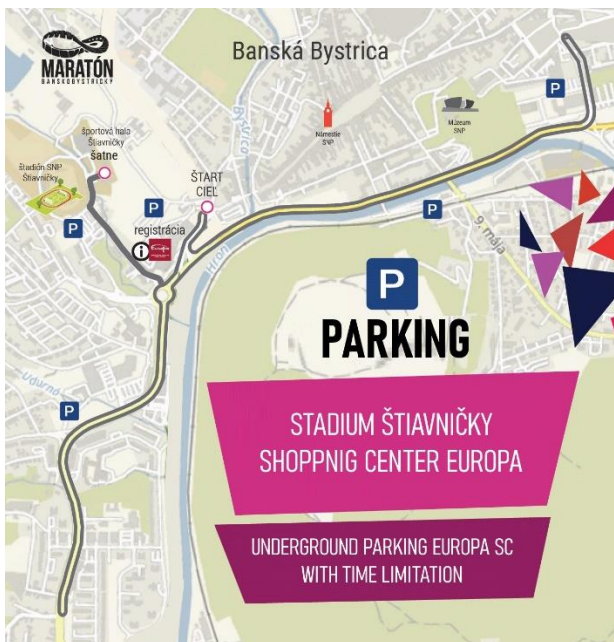 MARATÓN
BANSKOBYSTRICKÝ
Banská Bystrica
P
Bystrica
Námestie
SNP
Múzeum
SNP
športová hala
Štiavničky
šatne
štadión SNP
Štiavničky
ŠTART
CIEĽ
P
P
registrácia
i
P
Hron
9. mája
P
PARKING
Udurná
P
STADIUM ŠTIAVNIČKY
SHOPPNIG CENTER EUROPA
UNDERGROUND PARKING EUROPA SC
WITH TIME LIMITATION
P